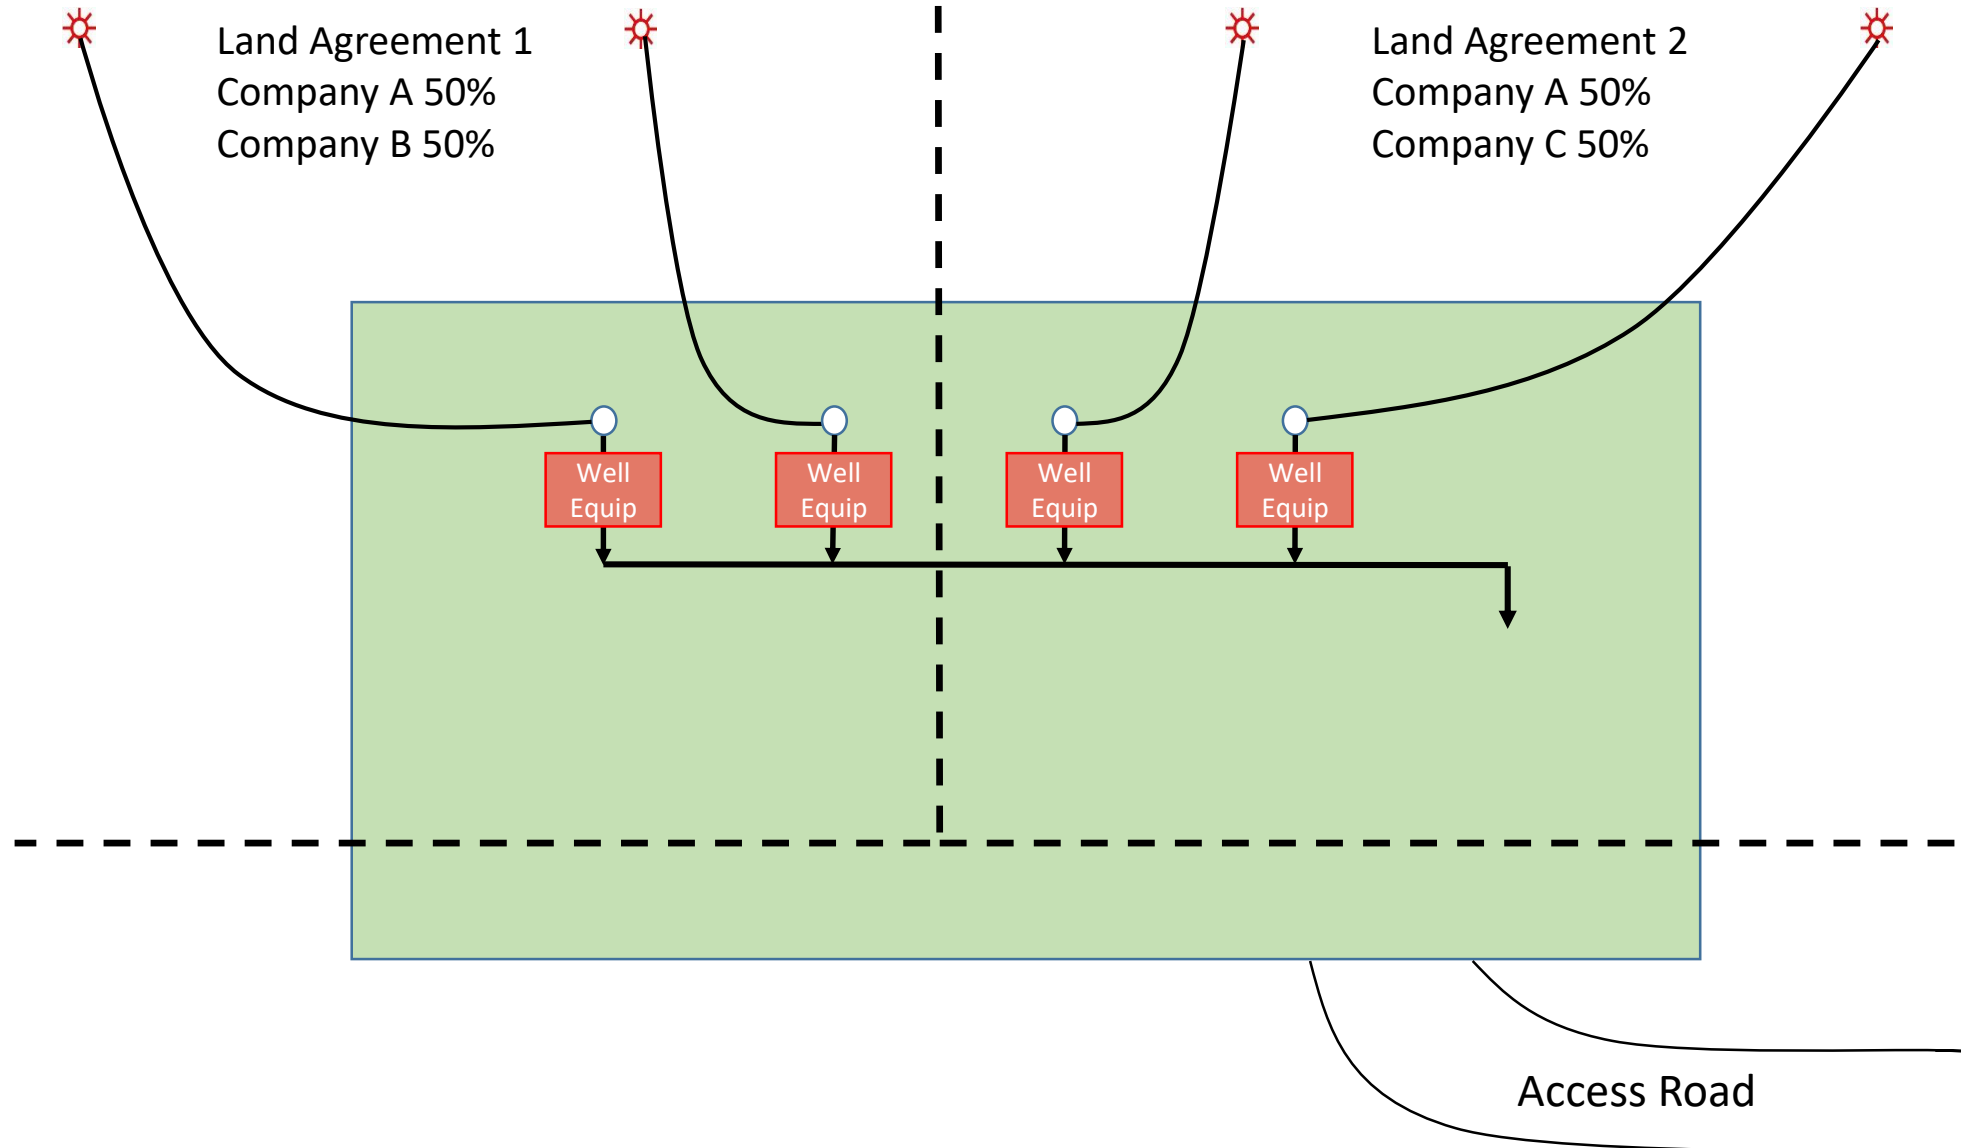 Land Agreement 1
Company A 50%
Company B 50%
Land Agreement 2
Company A 50%
Company C 50%
Well
Equip
Well
Equip
Well
Equip
Well
Equip
Access Road